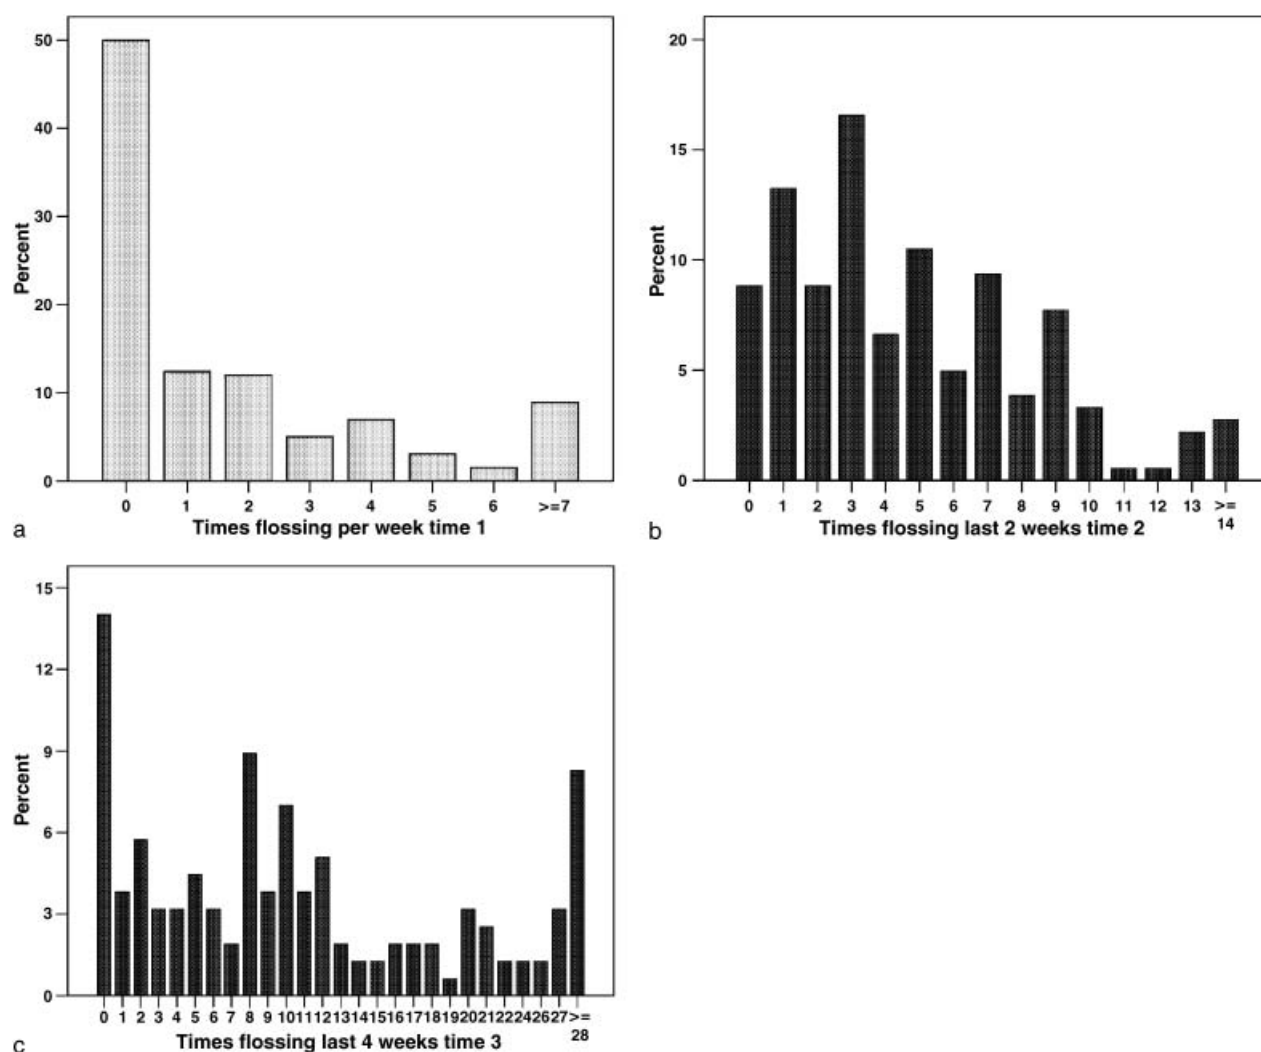 50
40
30
20
10
0
Percent
0 1 2 3 4 5 6 >=7
Times flossing per week time 1
a
20
15
10
5
0
Percent
0 1 2 3 4 5 6 7 8 9 10 11 12 13 >=
14
Times flossing last 2 weeks time 2
b
15
12
9
6
3
0
Percent
0 1 2 3 4 5 6 7 8 9 10 11 12 13 14 15 16 17 18 19 20 21 22 24 26 27 >=
28
Times flossing last 4 weeks time 3
c